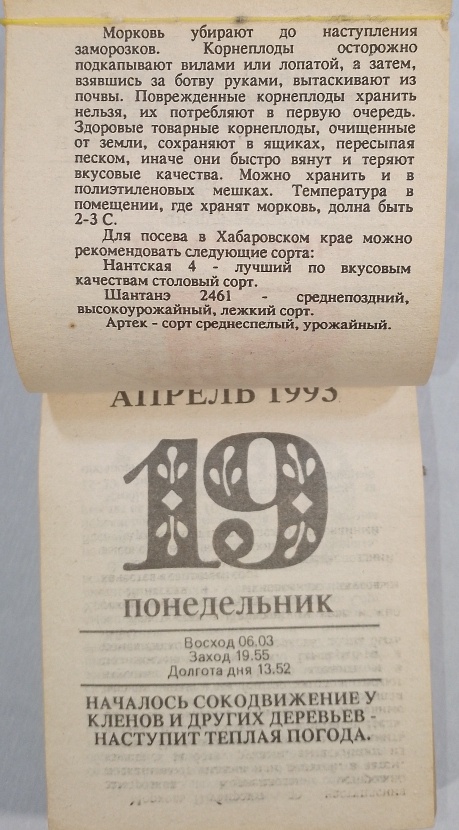 Морковь убирают до наступления
заморозков. Корнеплоды осторожно
подкапывают вилами или лопатой, а затем,
взявшись за ботву руками, вытаскивают из
почвы. Поврежденные корнеплоды хранить
нельзя, их потребляют в первую очередь.
Здоровые товарные корнеплоды, очищенные
от земли, сохраняют в ящиках, пересыпая
песком, иначе они быстро вянут и теряют
вкусовые качества. Можно хранить и в
полиэтиленовых мешках. Температура в
помещении, где хранят морковь, долна быть
2-3 С.
Для посева в Хабаровском крае можно
рекомендовать следующие сорта:
Нантская 4 - лучший по вкусовым
качествам столовый сорт.
Шантанэ 2461 - среднепоздний,
высокоурожайный, лежкий сорт.
Артек - сорт среднеспелый, урожайный.
АПРЕЛЬ 1993
19
понедельник
Восход 06.03
Заход 19.55
Долгота дня 13.52
НАЧАЛОСЬ СОКОДВИЖЕНИЕ У
КЛЕНОВ И ДРУГИХ ДЕРЕВЬЕВ -
НАСТУПИТ ТЕПЛАЯ ПОГОДА.